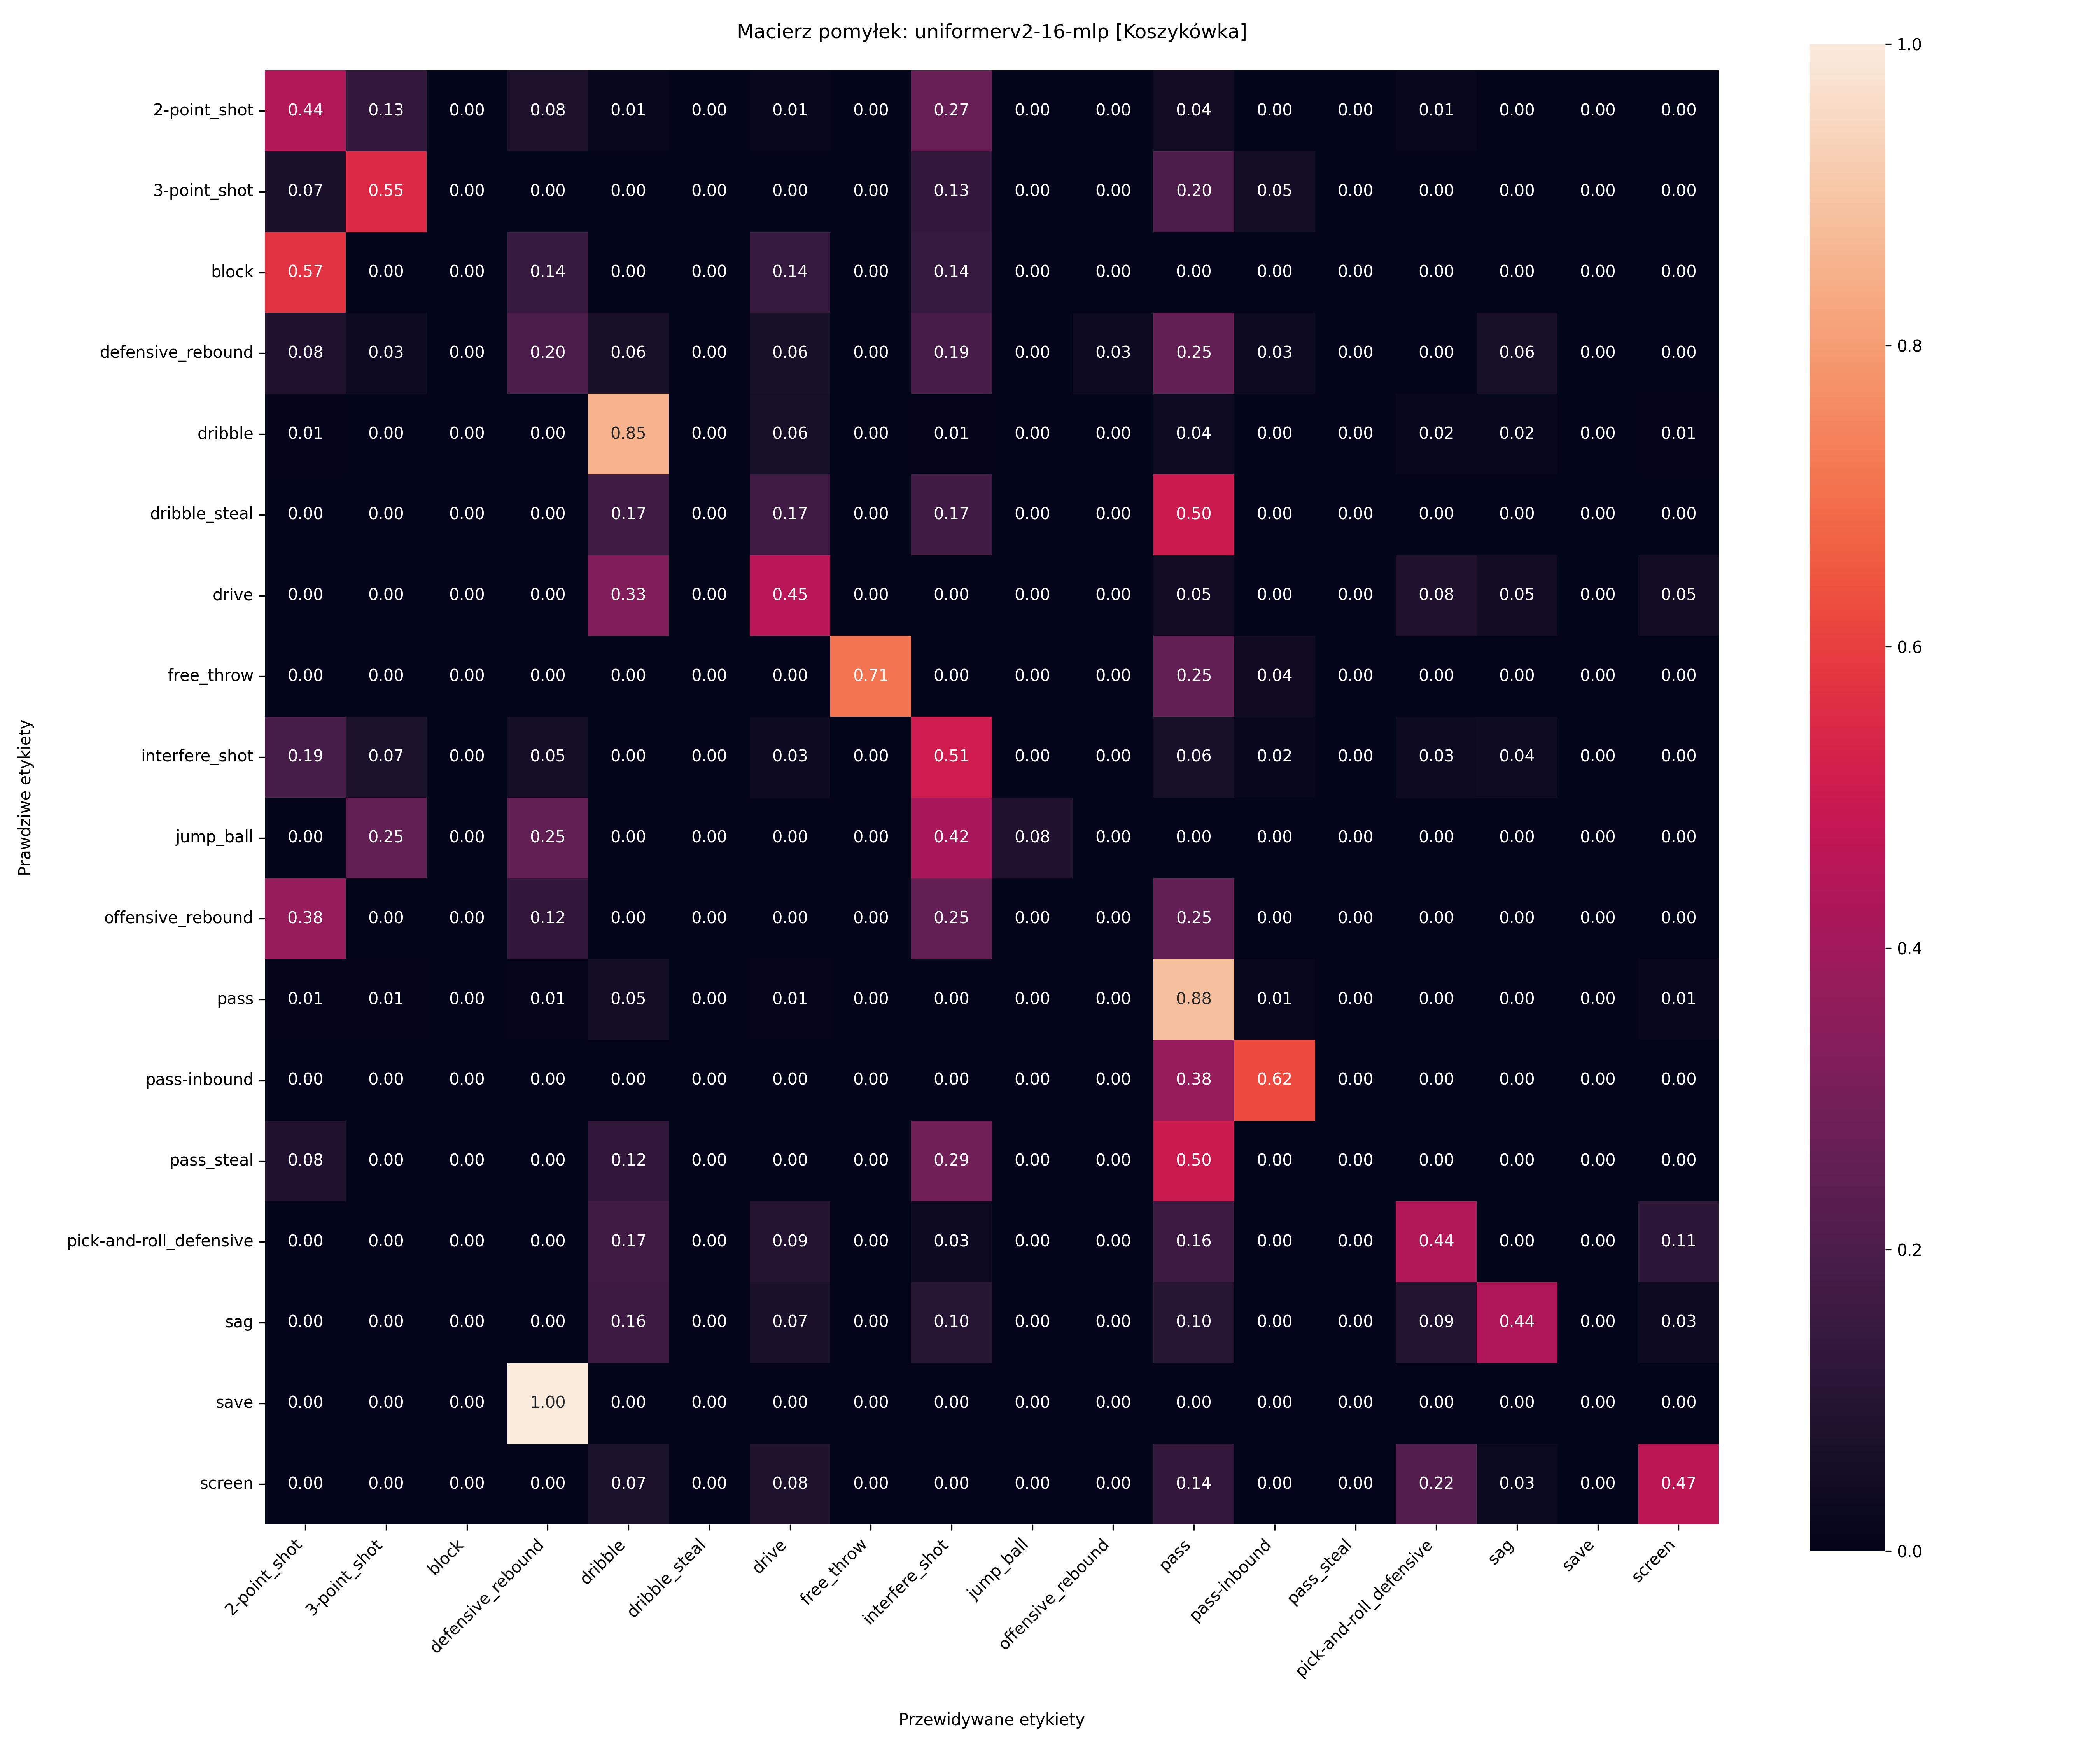 Macierz pomyłek: uniformerv2-16-mlp [Koszykówka]
2-point_shot 0.44 0.13 0.00 0.08 0.01 0.00 0.01 0.00 0.27 0.00 0.00 0.04 0.00 0.00 0.01 0.00 0.00 0.00
3-point_shot 0.07 0.55 0.00 0.00 0.00 0.00 0.00 0.00 0.13 0.00 0.00 0.20 0.05 0.00 0.00 0.00 0.00 0.00
block 0.57 0.00 0.00 0.14 0.00 0.00 0.14 0.00 0.14 0.00 0.00 0.00 0.00 0.00 0.00 0.00 0.00 0.00
defensive_rebound 0.08 0.03 0.00 0.20 0.06 0.00 0.06 0.00 0.19 0.00 0.03 0.25 0.03 0.00 0.00 0.06 0.00 0.00
dribble 0.01 0.00 0.00 0.00 0.85 0.00 0.06 0.00 0.01 0.00 0.00 0.04 0.00 0.00 0.02 0.02 0.00 0.01
dribble_steal 0.00 0.00 0.00 0.00 0.17 0.00 0.17 0.00 0.17 0.00 0.00 0.50 0.00 0.00 0.00 0.00 0.00 0.00
drive 0.00 0.00 0.00 0.00 0.33 0.00 0.45 0.00 0.00 0.00 0.00 0.05 0.00 0.00 0.08 0.05 0.00 0.05
free_throw 0.00 0.00 0.00 0.00 0.00 0.00 0.00 0.71 0.00 0.00 0.00 0.25 0.04 0.00 0.00 0.00 0.00 0.00
interfere_shot 0.19 0.07 0.00 0.05 0.00 0.00 0.03 0.00 0.51 0.00 0.00 0.06 0.02 0.00 0.03 0.04 0.00 0.00
jump_ball 0.00 0.25 0.00 0.25 0.00 0.00 0.00 0.00 0.42 0.08 0.00 0.00 0.00 0.00 0.00 0.00 0.00 0.00
offensive_rebound 0.38 0.00 0.00 0.12 0.00 0.00 0.00 0.00 0.25 0.00 0.00 0.25 0.00 0.00 0.00 0.00 0.00 0.00
pass 0.01 0.01 0.00 0.01 0.05 0.00 0.01 0.00 0.00 0.00 0.00 0.88 0.01 0.00 0.00 0.00 0.00 0.01
pass-inbound 0.00 0.00 0.00 0.00 0.00 0.00 0.00 0.00 0.00 0.00 0.00 0.38 0.62 0.00 0.00 0.00 0.00 0.00
pass_steal 0.08 0.00 0.00 0.00 0.12 0.00 0.00 0.00 0.29 0.00 0.00 0.50 0.00 0.00 0.00 0.00 0.00 0.00
pick-and-roll_defensive 0.00 0.00 0.00 0.00 0.17 0.00 0.09 0.00 0.03 0.00 0.00 0.16 0.00 0.00 0.44 0.00 0.00 0.11
sag 0.00 0.00 0.00 0.00 0.16 0.00 0.07 0.00 0.10 0.00 0.00 0.10 0.00 0.00 0.09 0.44 0.00 0.03
save 0.00 0.00 0.00 1.00 0.00 0.00 0.00 0.00 0.00 0.00 0.00 0.00 0.00 0.00 0.00 0.00 0.00 0.00
screen 0.00 0.00 0.00 0.00 0.07 0.00 0.08 0.00 0.00 0.00 0.00 0.14 0.00 0.00 0.22 0.03 0.00 0.47
2-point_shot
3-point_shot
block
defensive_rebound
dribble
dribble_steal
drive
free_throw
interfere_shot
jump_ball
offensive_rebound
pass
pass-inbound
pass_steal
pick-and-roll_defensive
sag
save
screen
Przewidywane etykiety
Prawdziwe etykiety
1.0
0.8
0.6
0.4
0.2
0.0